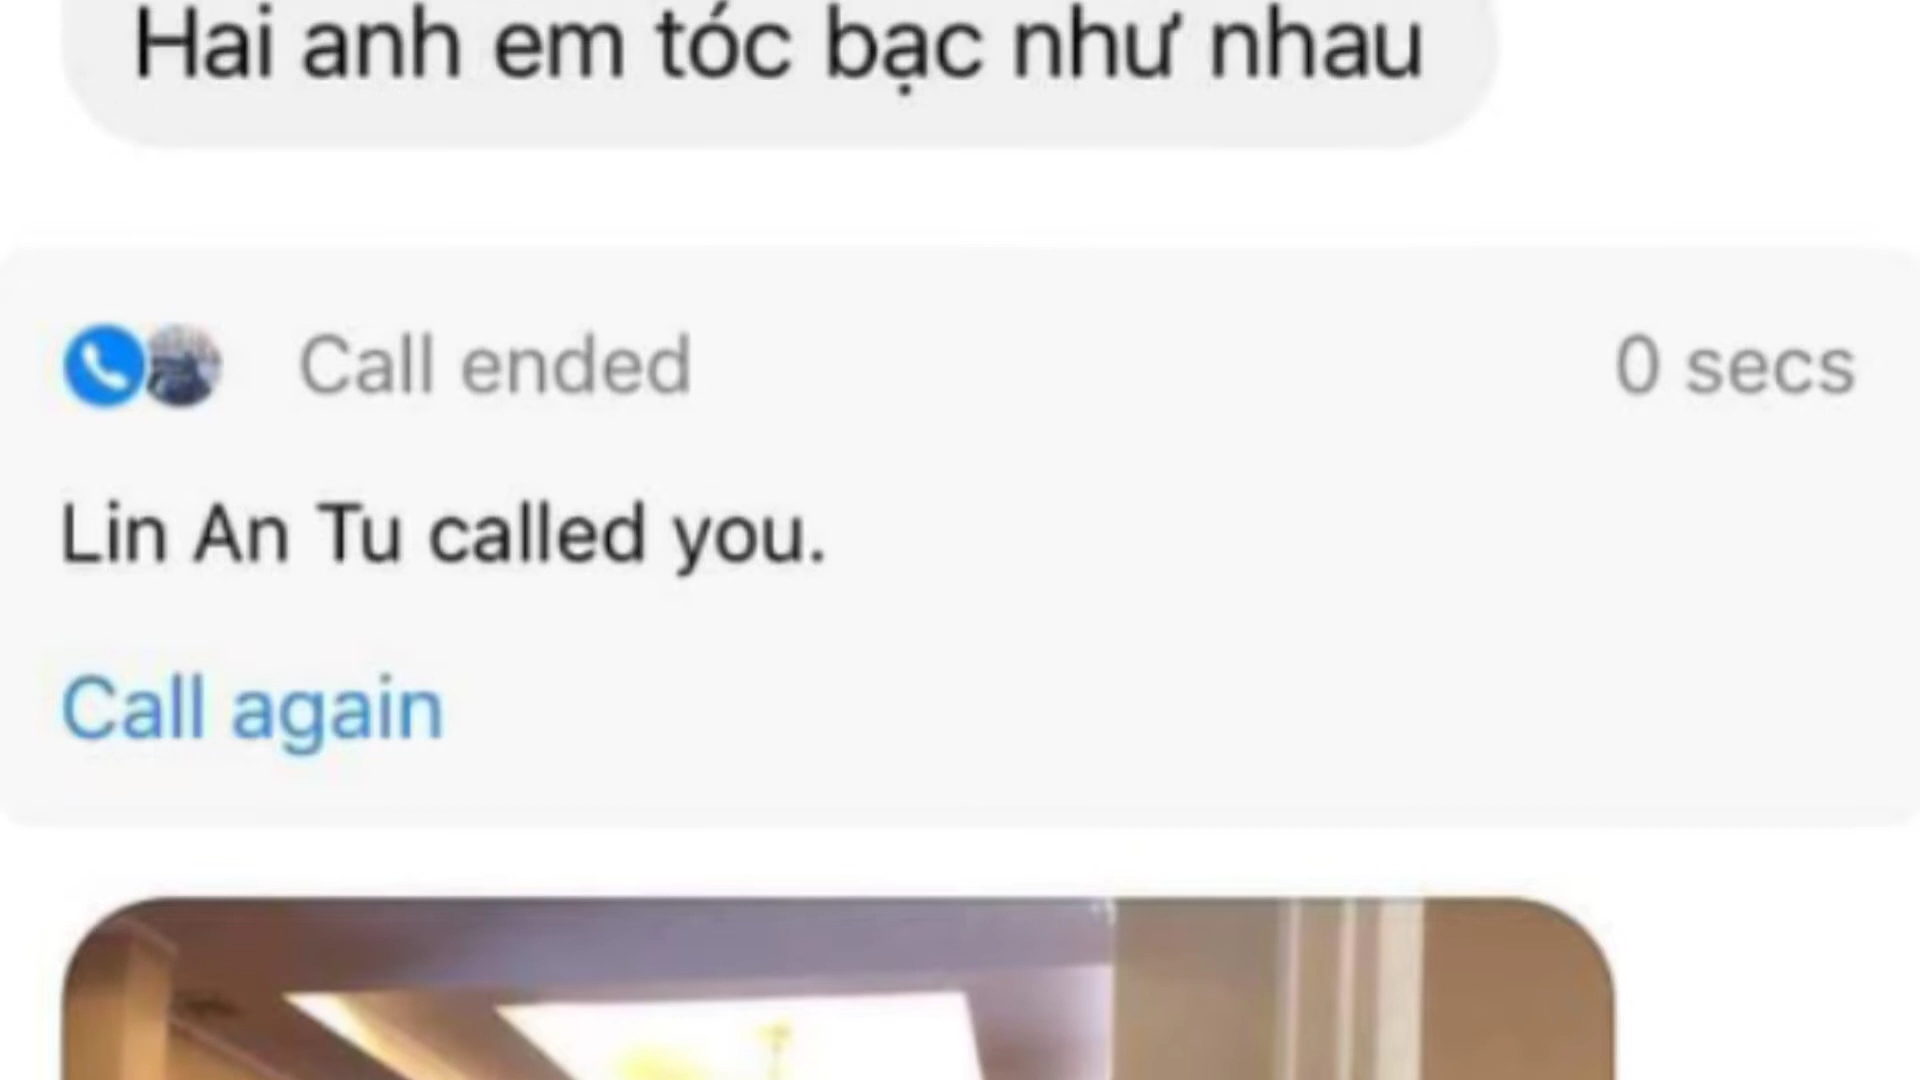 Hai anh em tóc bạc như nhau
Call ended 0 secs
Lin An Tu called you.
Call again